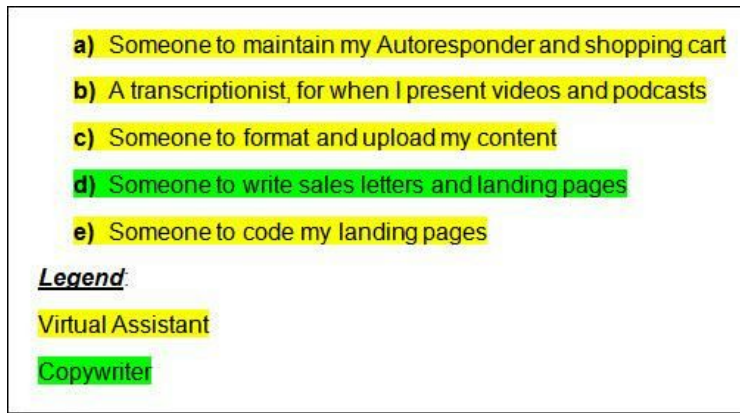 a) Someone to maintain my Autoresponder and shopping cart
b) A transcriptionist, for when I present videos and podcasts
c) Someone to format and upload my content
d) Someone to write sales letters and landing pages
e) Someone to code my landing pages
Legend:
Virtual Assistant
Copywriter